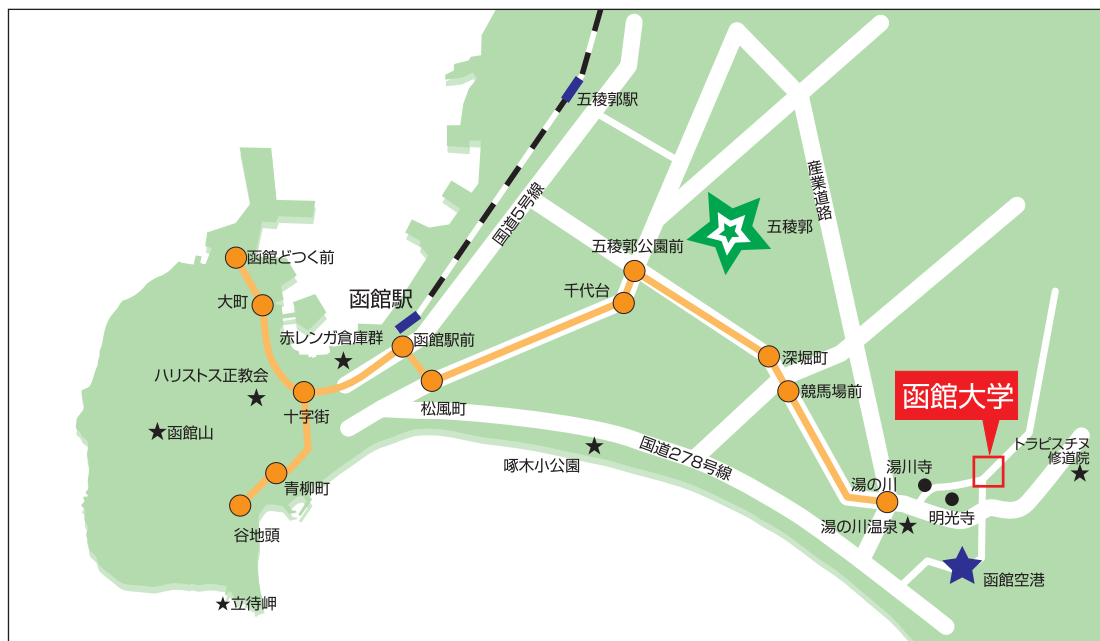 五稜郭駅
国道5号線
産業道路
五稜郭
五稜郭公園前
函館どつく前
千代台
大町
函館駅
赤レンガ倉庫群
函館駅前
深堀町
ハリストス正教会
競馬場前
函館大学
松風町
十字街
函館山
国道278号線
トラピスチヌ
修道院
啄木小公園
湯川寺
青柳町
湯の川
明光寺
湯の川温泉
谷地頭
函館空港
立待岬